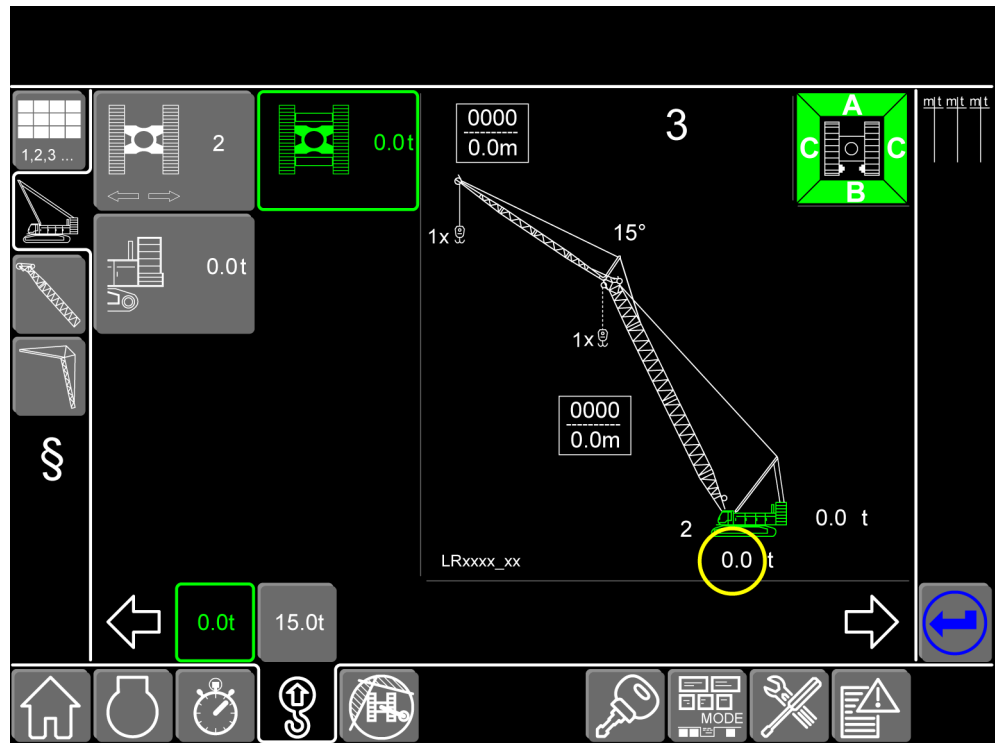 1,2,3 ...
2
0.0t
0.0t
0000
0.0m
3
A
C
C
B
m|t m|t m|t
1x
15°
1x
0000
0.0m
§
2
0.0 t
LRxxxx_xx
0.0 t
0.0t
15.0t
MODE